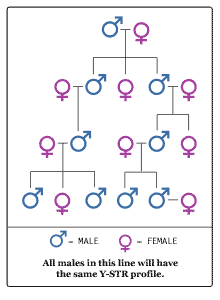 = MALE = FEMALE
All males in this line will have
the same Y-STR profile.